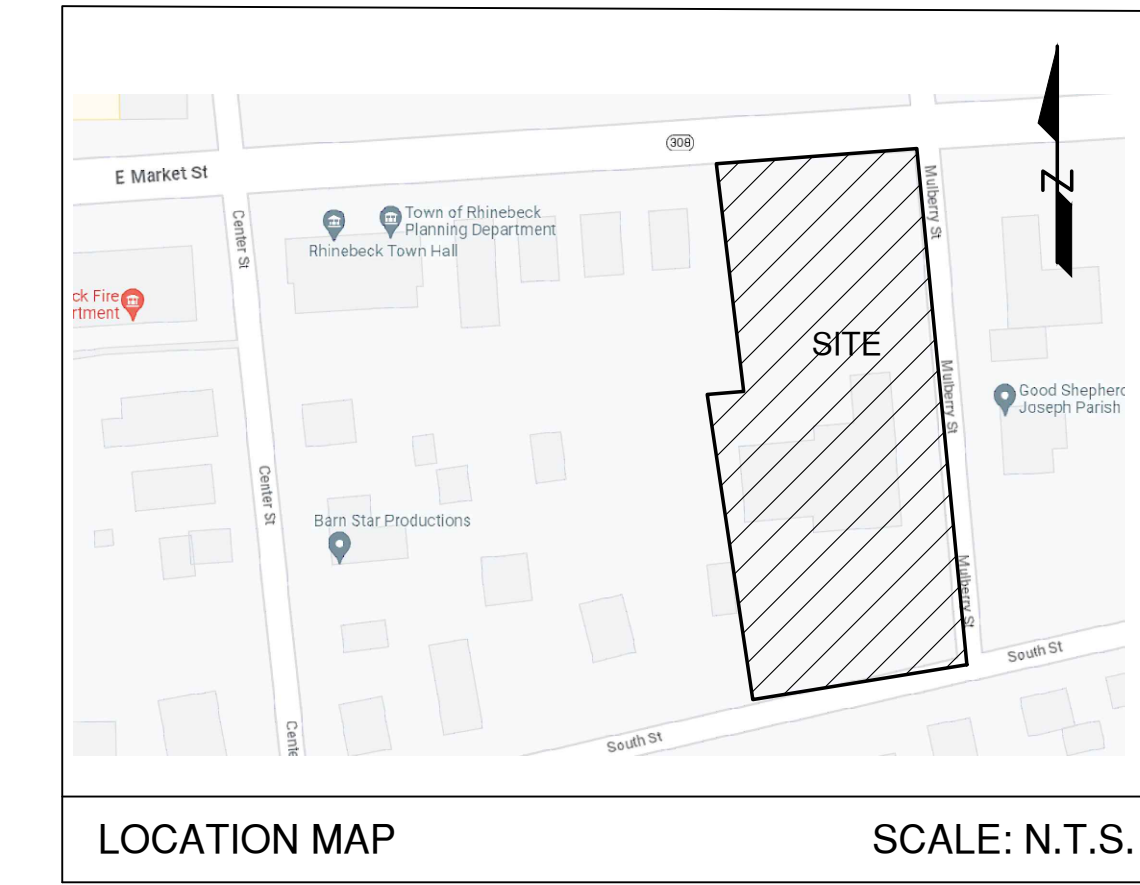 308
E Market St
Town of Rhinebeck
Planning Department
Rhinebeck Town Hall
Center St
Mulberry St
ck Fire
rtment
N
SITE
Mulberry St
Good Shepherd
Joseph Parish
Center St
Barn Star Productions
Mulberry St
South St
South St
Cente
LOCATION MAP
SCALE: N.T.S.